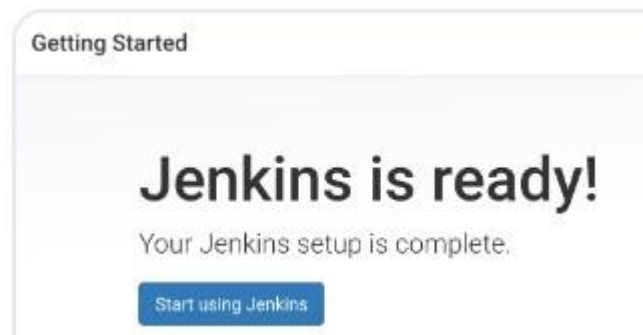 Getting Started
Jenkins is ready!
Your Jenkins setup is complete.
Start using Jenkins